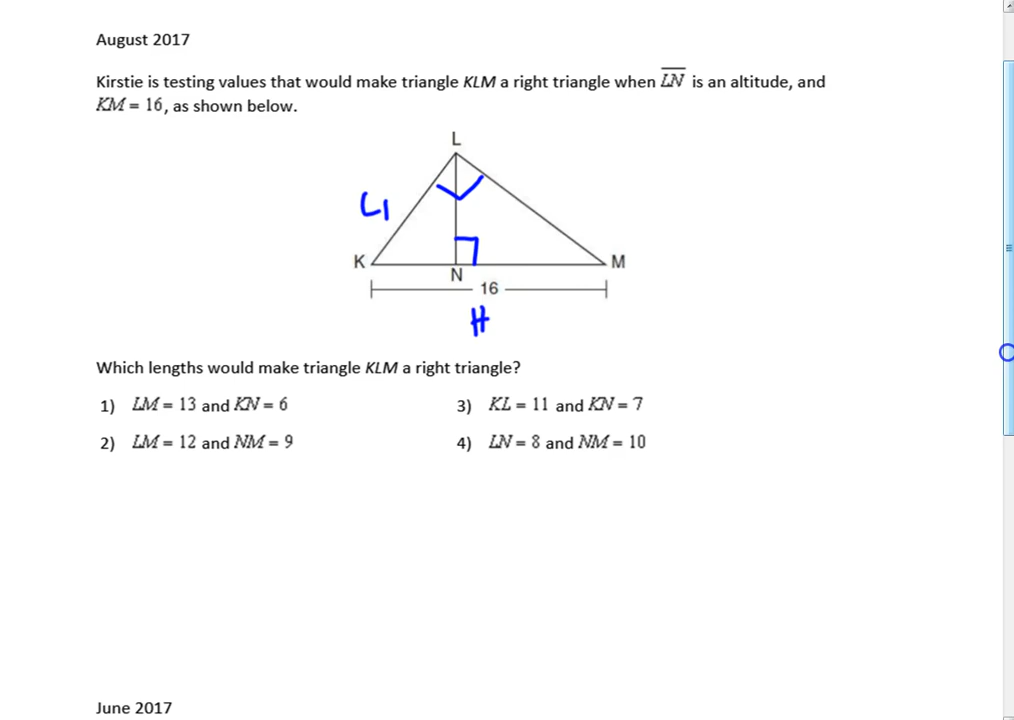 August 2017
Kirstie is testing values that would make triangle KLM a right triangle when LN is an altitude, and
KM = 16, as shown below.
L
L1
K
N
M
16
H
Which lengths would make triangle KLM a right triangle?
1) LM = 13 and KN = 6
3) KL = 11 and KN = 7
2) LM = 12 and NM = 9
4) LN = 8 and NM = 10
June 2017